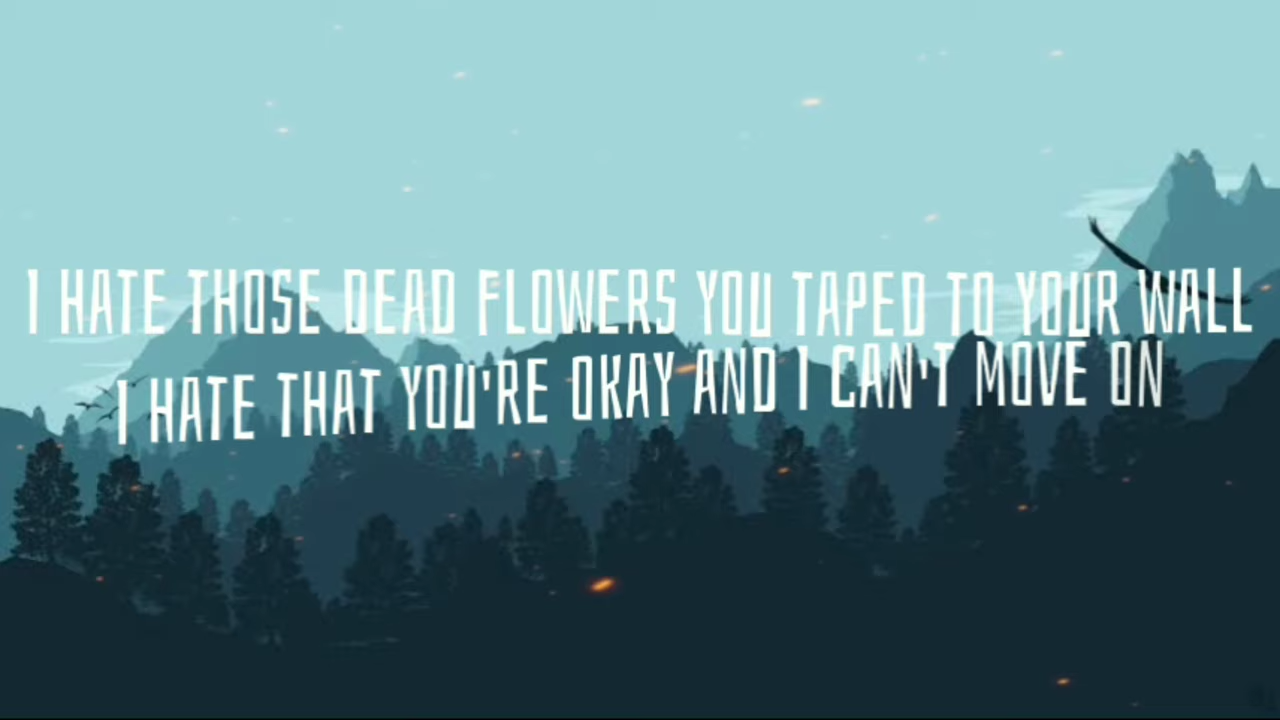 I HATE THOSE DEAD FLOWERS YOU TAPED TO YOUR WALL
I HATE THAT YOU'RE OKAY AND I CAN'T MOVE ON